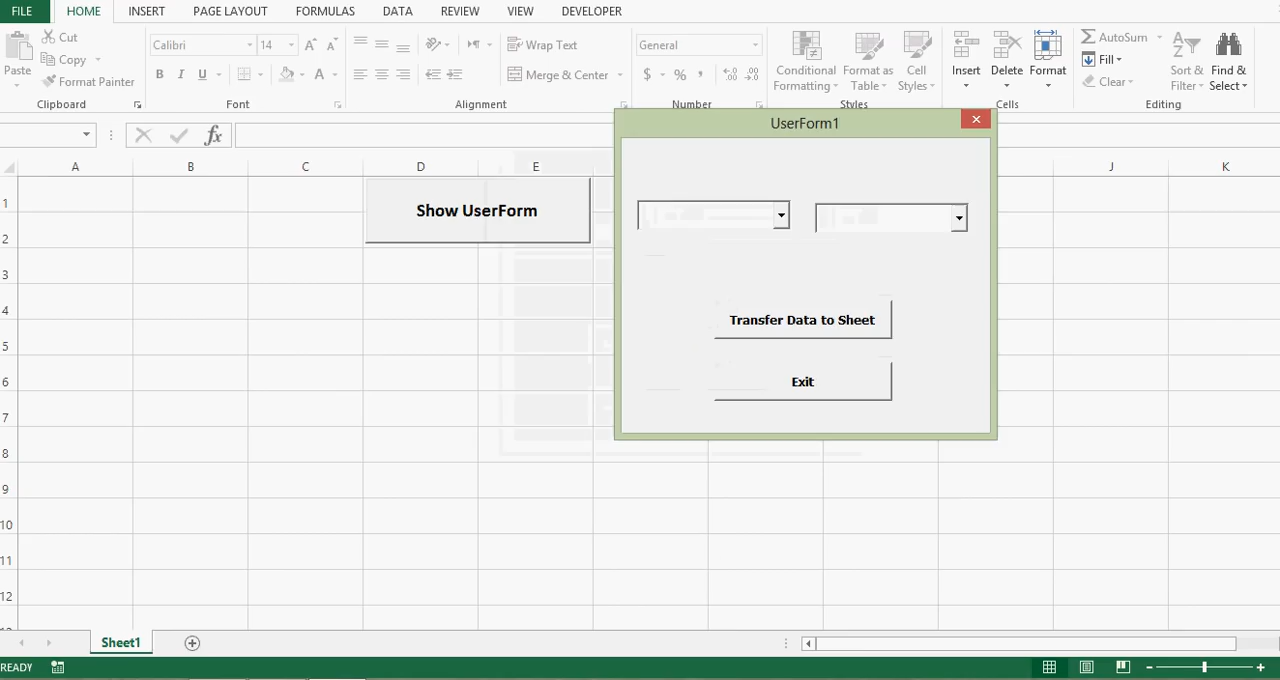 FILE HOME INSERT PAGE LAYOUT FORMULAS DATA REVIEW VIEW DEVELOPER
Paste
Cut
Copy
Format Painter
Clipboard
Calibri 14 A A
B I U A
Font
Wrap Text
Merge & Center
Alignment
General
$ % ,
Number
Conditional Formatting
Format as Table
Cell Styles
Styles
Insert Delete Format
Cells
AutoSum
Fill
Clear
Sort & Filter
Find & Select
Editing
fx
A B C D E J K
1
2
3
4
5
6
7
8
9
10
11
12
Show UserForm
UserForm1
Transfer Data to Sheet
Exit
Sheet1
READY